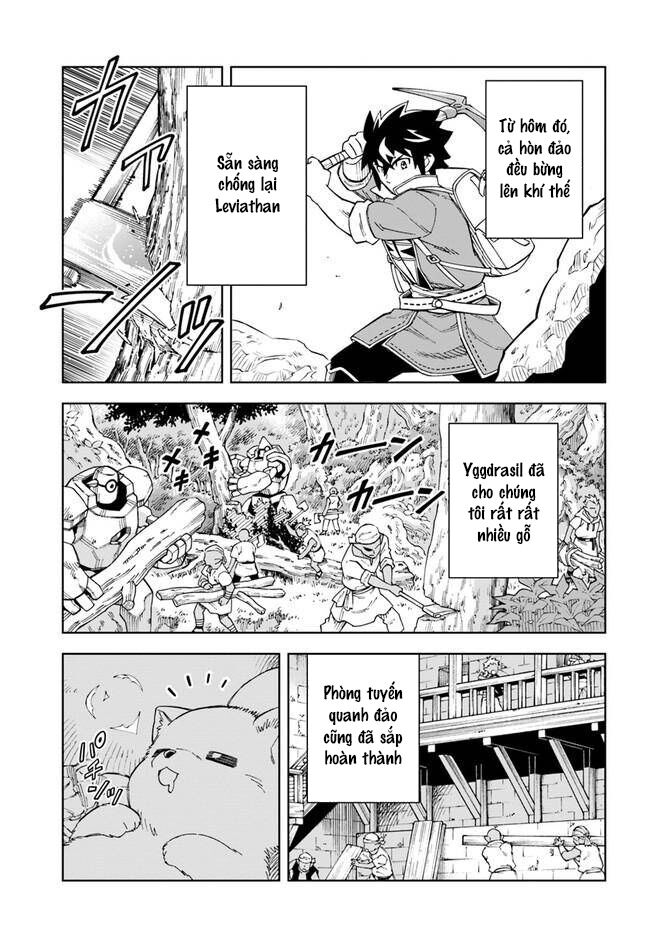 Từ hôm đó,
cả hòn đảo
đều bừng
lên khí thế
Sẵn sàng
chống lại
Leviathan
カァーンッ
Yggdrasil đã
cho chúng
tôi rất rất
nhiều gỗ
カーン
カーン
メキメキ
Phòng tuyến
quanh đảo
cũng đã sắp
hoàn thành
パチンッ